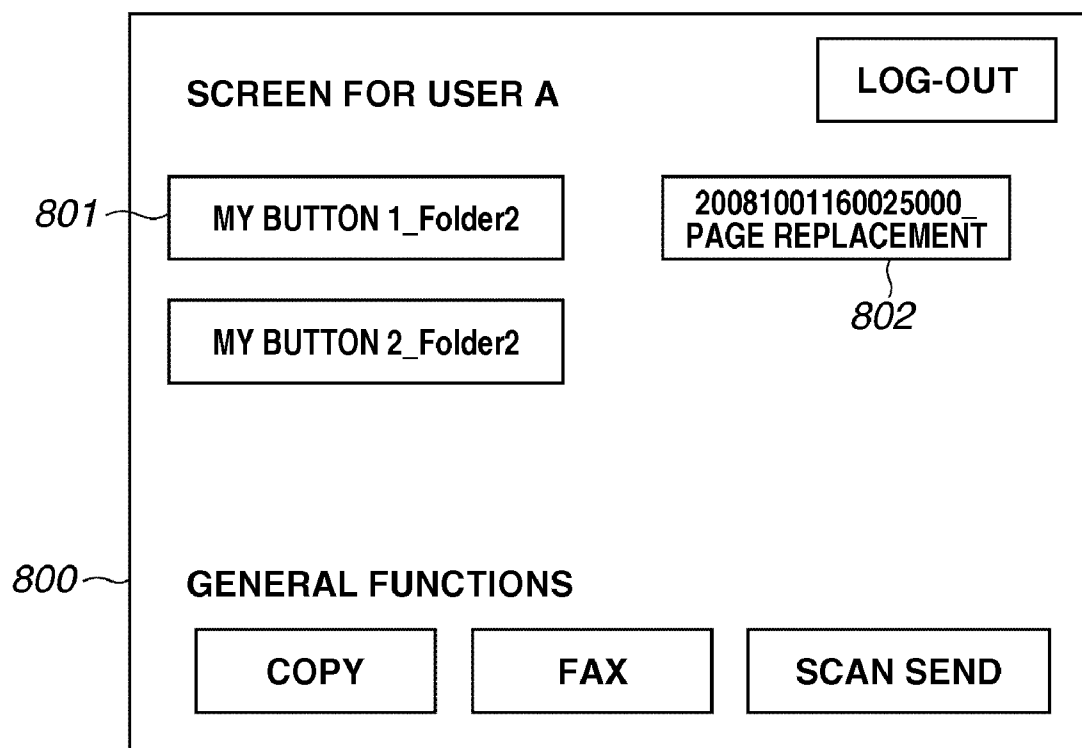 LOG-OUT
SCREEN FOR USER A
801
MY BUTTON 1_Folder2
20081001160025000_
PAGE REPLACEMENT
802
MY BUTTON 2_Folder2
800
GENERAL FUNCTIONS
COPY
FAX
SCAN SEND